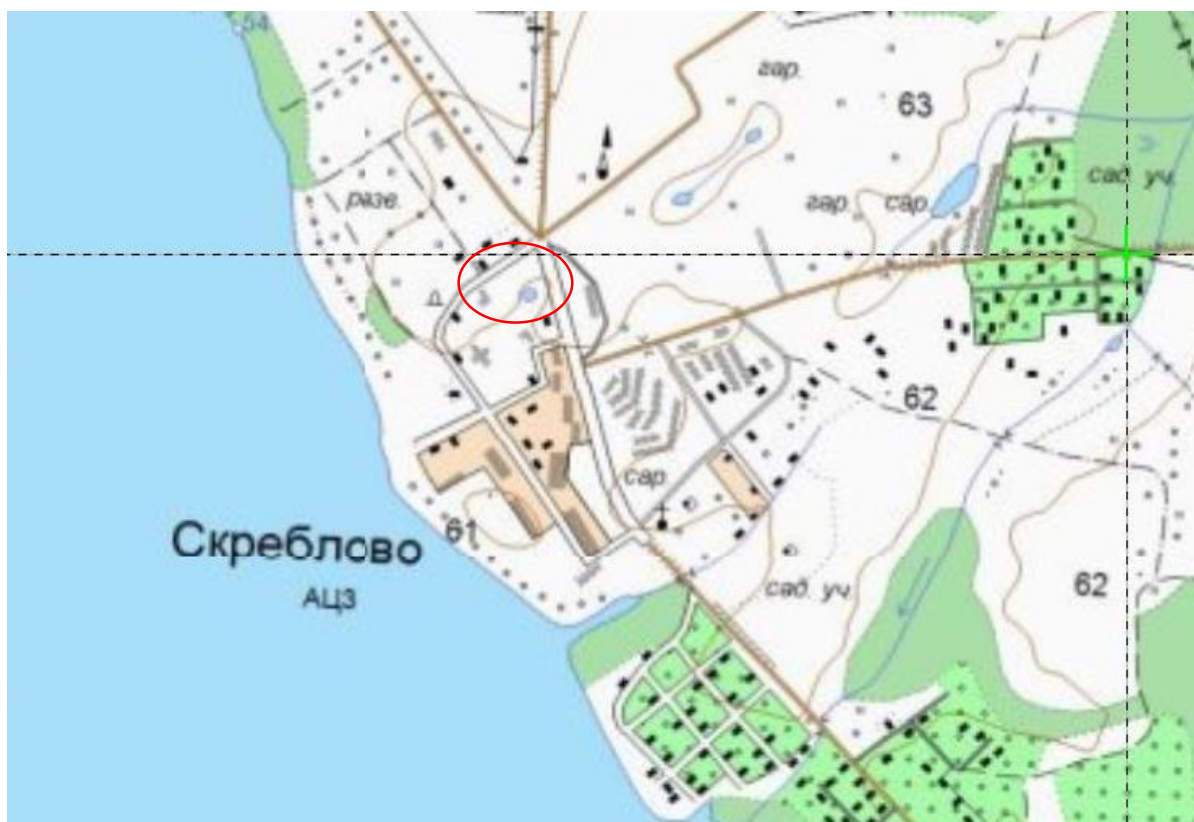 54
гар.
63
сад. уч.
разв.
гар.
сар.
62
сар.
61
Скреблово
АЦЗ
сад. уч.
62